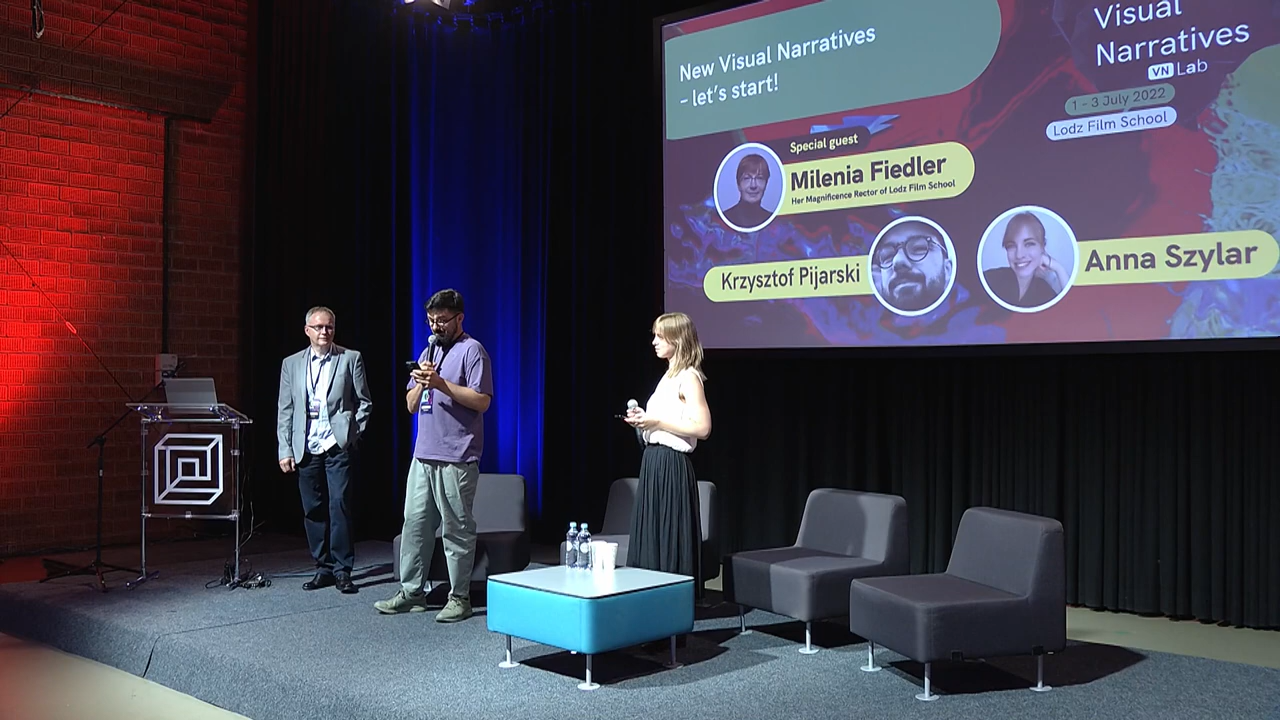 New Visual Narratives
– let's start!
Visual
Narratives
VN Lab
1 – 3 July 2022
Lodz Film School
Special guest
Milenia Fiedler
Her Magnificence Rector of Lodz Film School
Krzysztof Pijarski
Anna Szylar